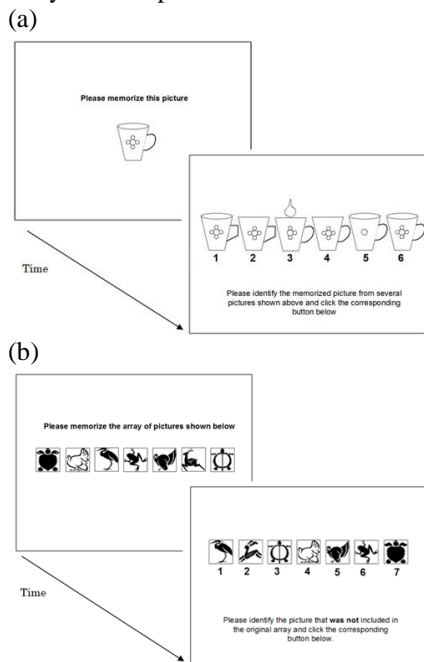 (a)
Please memorize this picture
1 2 3 4 5 6
Please identify the memorized picture from several
pictures shown above and click the corresponding
button below
Time
(b)
Please memorize the array of pictures shown below
1 2 3 4 5 6 7
Please identify the picture that was not included in
the original array and click the corresponding
button below.
Time